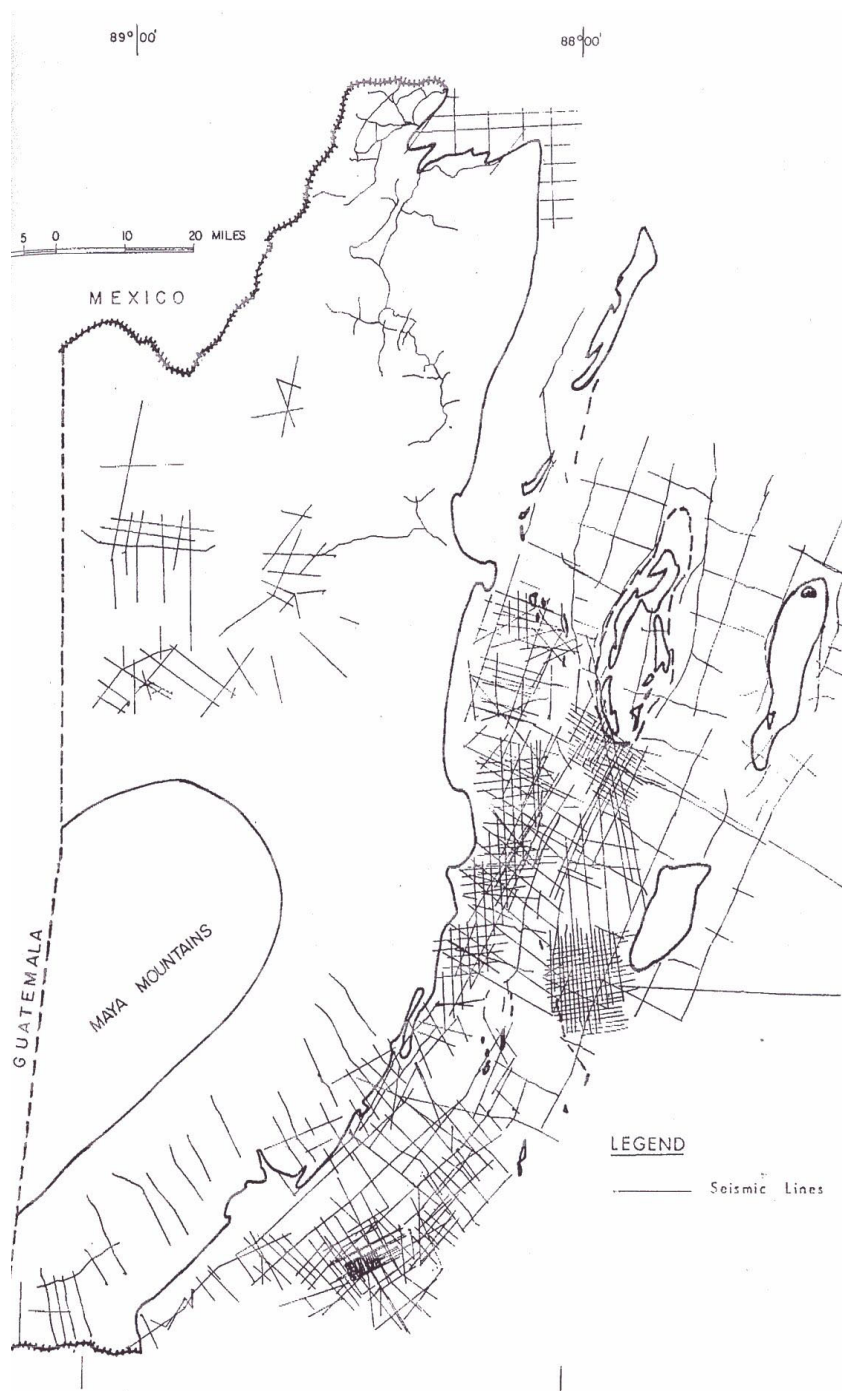 89° 00'
88° 00'
5 0 10 20 MILES
MEXICO
GUATEMALA
MAYA MOUNTAINS
LEGEND
Seismic Lines